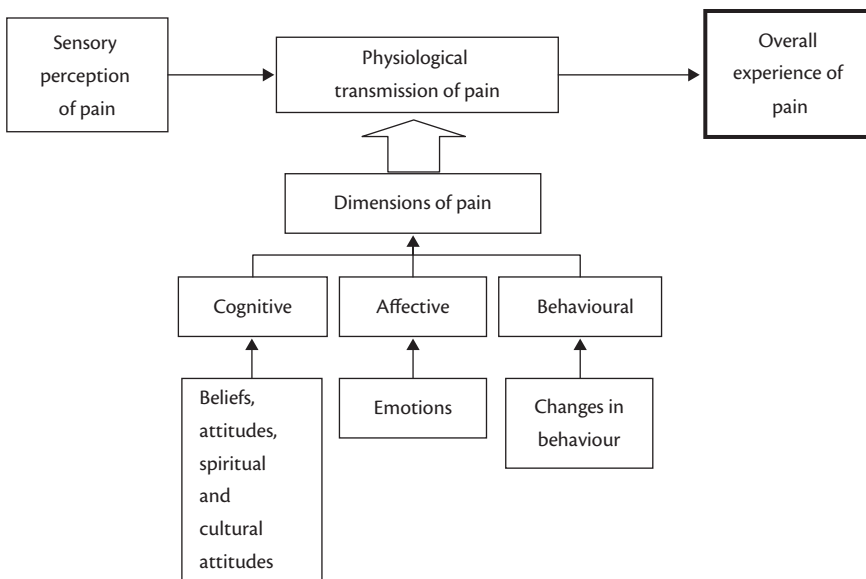 Sensory
perception
of pain
Physiological
transmission of pain
Overall
experience of
pain
Dimensions of pain
Cognitive
Affective
Behavioural
Beliefs,
attitudes,
spiritual
and
cultural
attitudes
Emotions
Changes in
behaviour